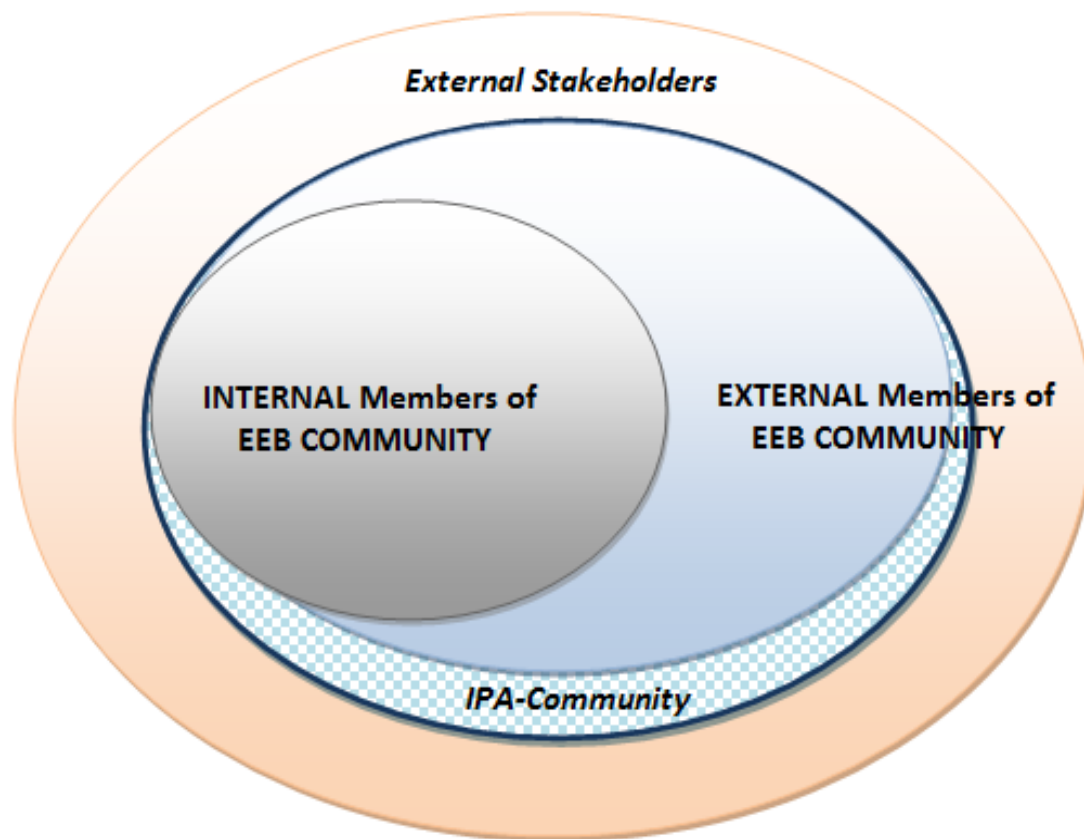 External Stakeholders
INTERNAL Members of
EEB COMMUNITY
EXTERNAL Members of
EEB COMMUNITY
IPA-Community